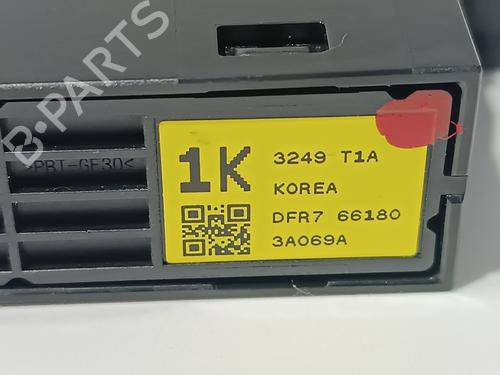 B-PARTS
>PBT-GF30<
1K
3249 T1A
KOREA
DFR7 66180
3A069A